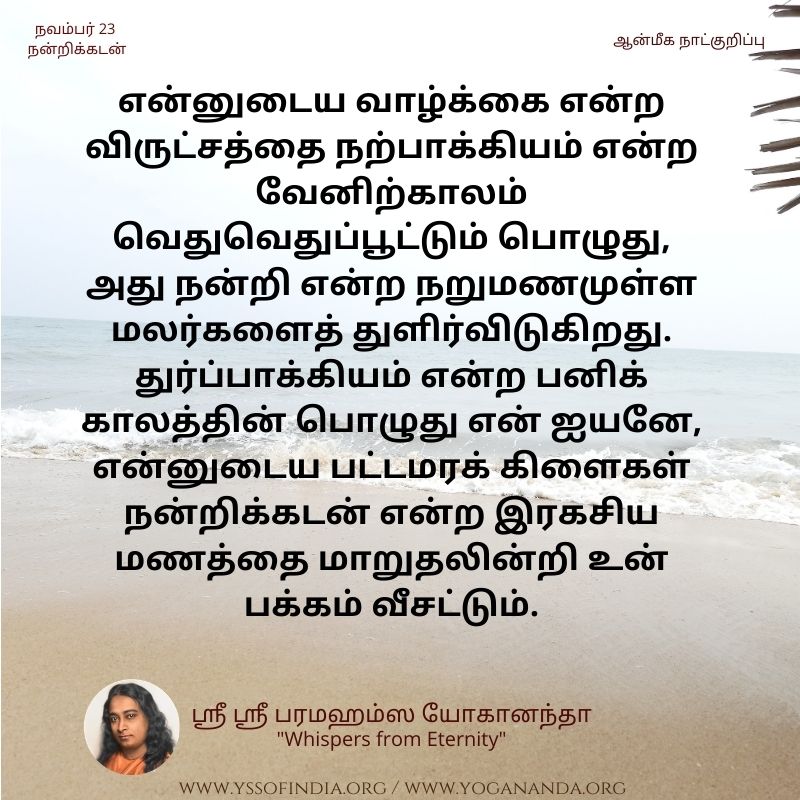 நவம்பர் 23
நன்றிக்கடன்
ஆன்மீக நாட்குறிப்பு
என்னுடைய வாழ்க்கை என்ற
விருட்சத்தை நற்பாக்கியம் என்ற
வேனிற்காலம்
வெதுவெதுப்பூட்டும் பொழுது,
அது நன்றி என்ற நறுமணமுள்ள
மலர்களைத் துளிர்விடுகிறது.
துர்ப்பாக்கியம் என்ற பனிக்
காலத்தின் பொழுது என் ஐயனே,
என்னுடைய பட்டமரக் கிளைகள்
நன்றிக்கடன் என்ற இரகசிய
மணத்தை மாறுதலின்றி உன்
பக்கம் வீசட்டும்.
ஸ்ரீ ஸ்ரீ பரமஹம்ஸ யோகானந்தா
"Whispers from Eternity"
WWW.YSSOFINDIA.ORG / WWW.YOGANANDA.ORG